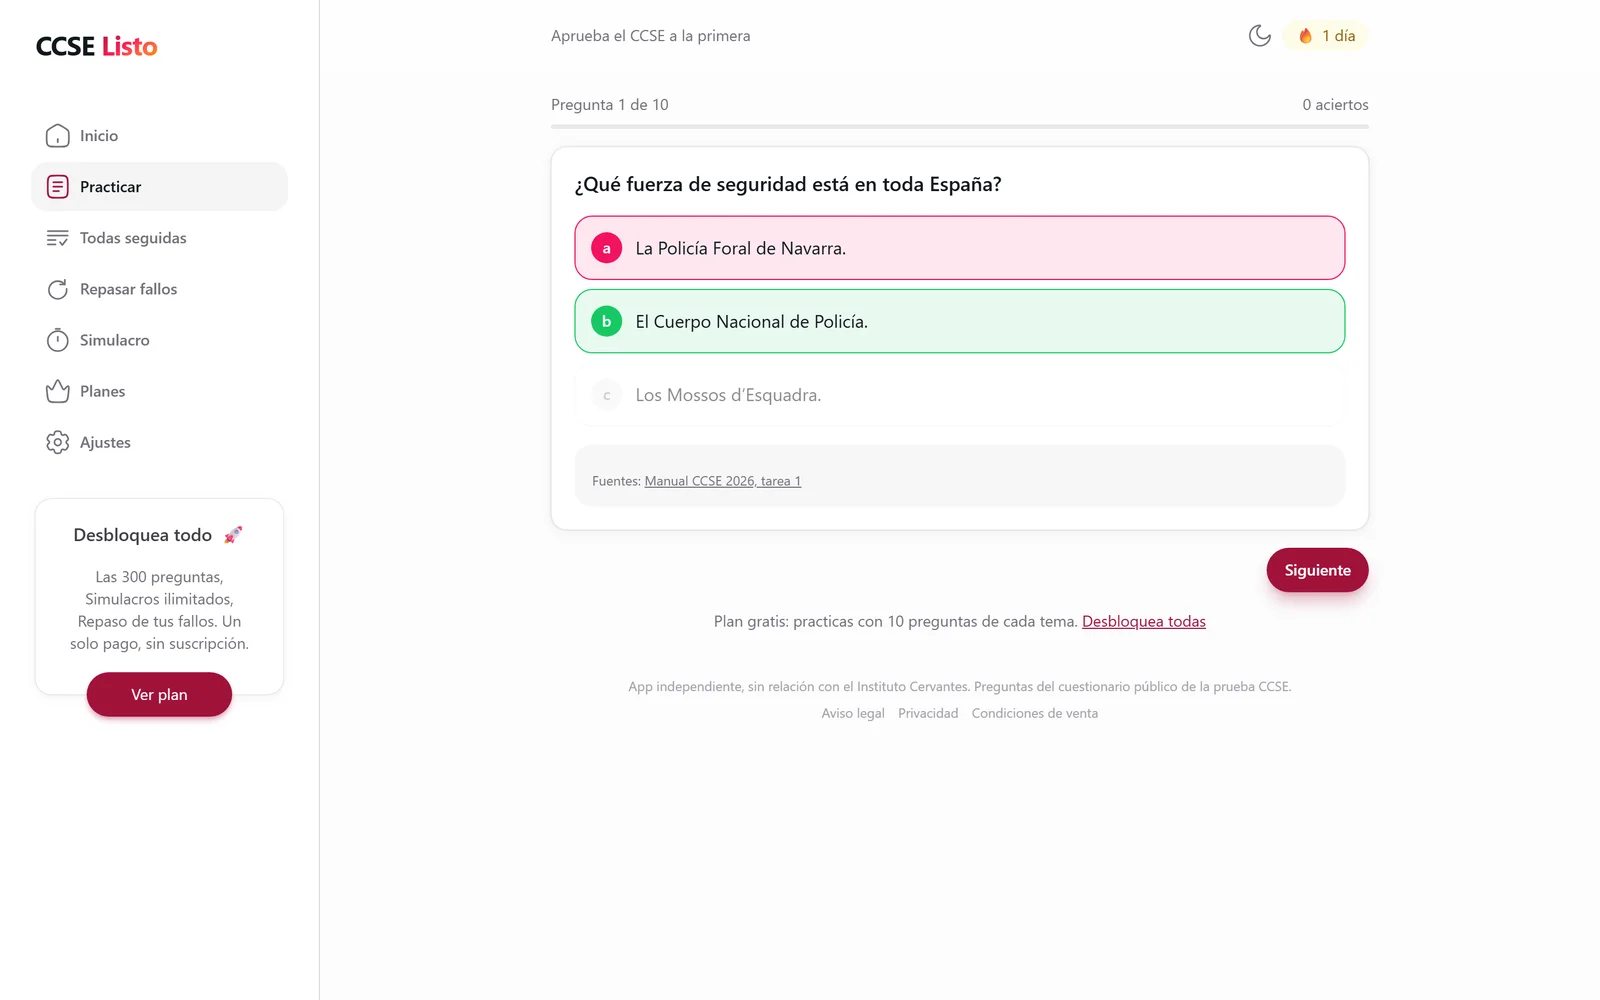 CCSE Listo
Inicio
Practicar
Todas seguidas
Repasar fallos
Simulacro
Planes
Ajustes
Desbloquea todo 🚀
Las 300 preguntas,
Simulacros ilimitados,
Repaso de tus fallos. Un
solo pago, sin suscripción.
Ver plan
Aprueba el CCSE a la primera
🔥 1 día
Pregunta 1 de 10
0 aciertos
¿Qué fuerza de seguridad está en toda España?
a La Policía Foral de Navarra.
b El Cuerpo Nacional de Policía.
c Los Mossos d’Esquadra.
Fuentes: Manual CCSE 2026, tarea 1
Siguiente
Plan gratis: practicas con 10 preguntas de cada tema. Desbloquea todas
App independiente, sin relación con el Instituto Cervantes. Preguntas del cuestionario público de la prueba CCSE.
Aviso legal Privacidad Condiciones de venta